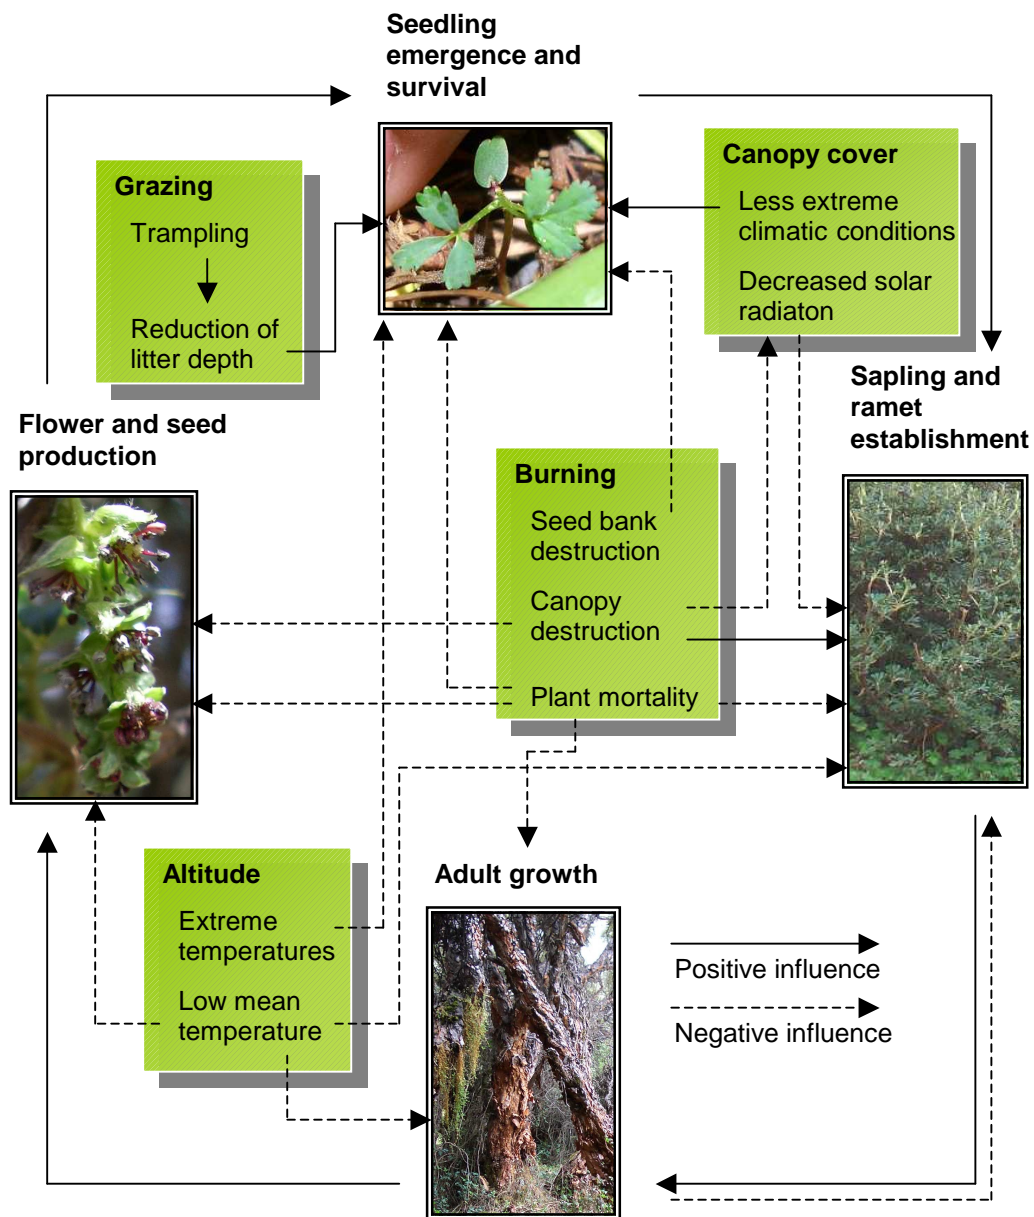 Seedling
emergence and
survival
Grazing
Trampling
Reduction of
litter depth
Canopy cover
Less extreme
climatic conditions
Decreased solar
radiaton
Flower and seed
production
Sapling and
ramet
establishment
Burning
Seed bank
destruction
Canopy
destruction
Plant mortality
Altitude
Extreme
temperatures
Low mean
temperature
Adult growth
Positive influence
Negative influence